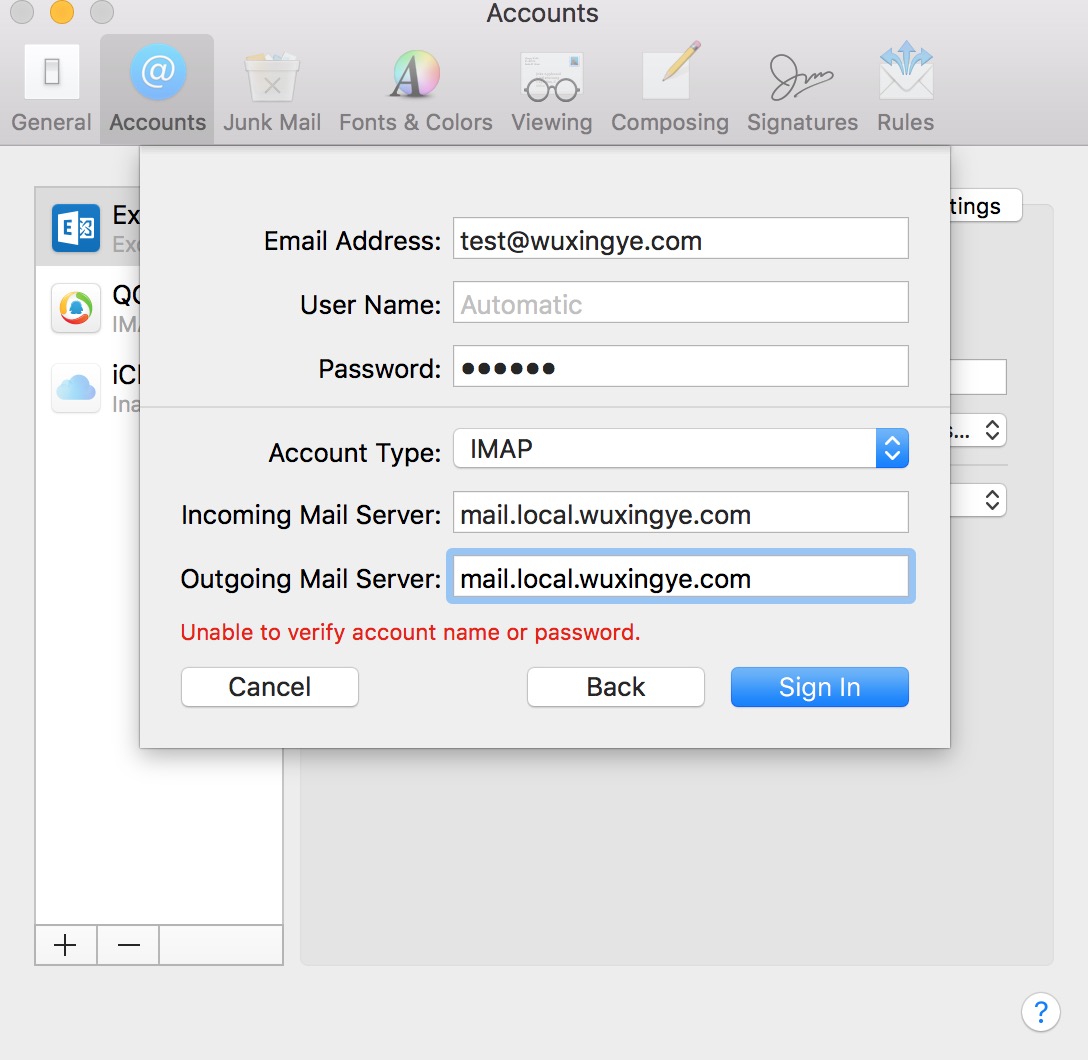 Accounts
General Accounts Junk Mail Fonts & Colors Viewing Composing Signatures Rules
tings
Email Address: test@wuxingye.com
User Name: Automatic
Password: ••••••
Account Type: IMAP
Incoming Mail Server: mail.local.wuxingye.com
Outgoing Mail Server: mail.local.wuxingye.com
Unable to verify account name or password.
Cancel Back Sign In
Ex
Exc
QQ
IMA
iCl
Ina
s...
+ −
?